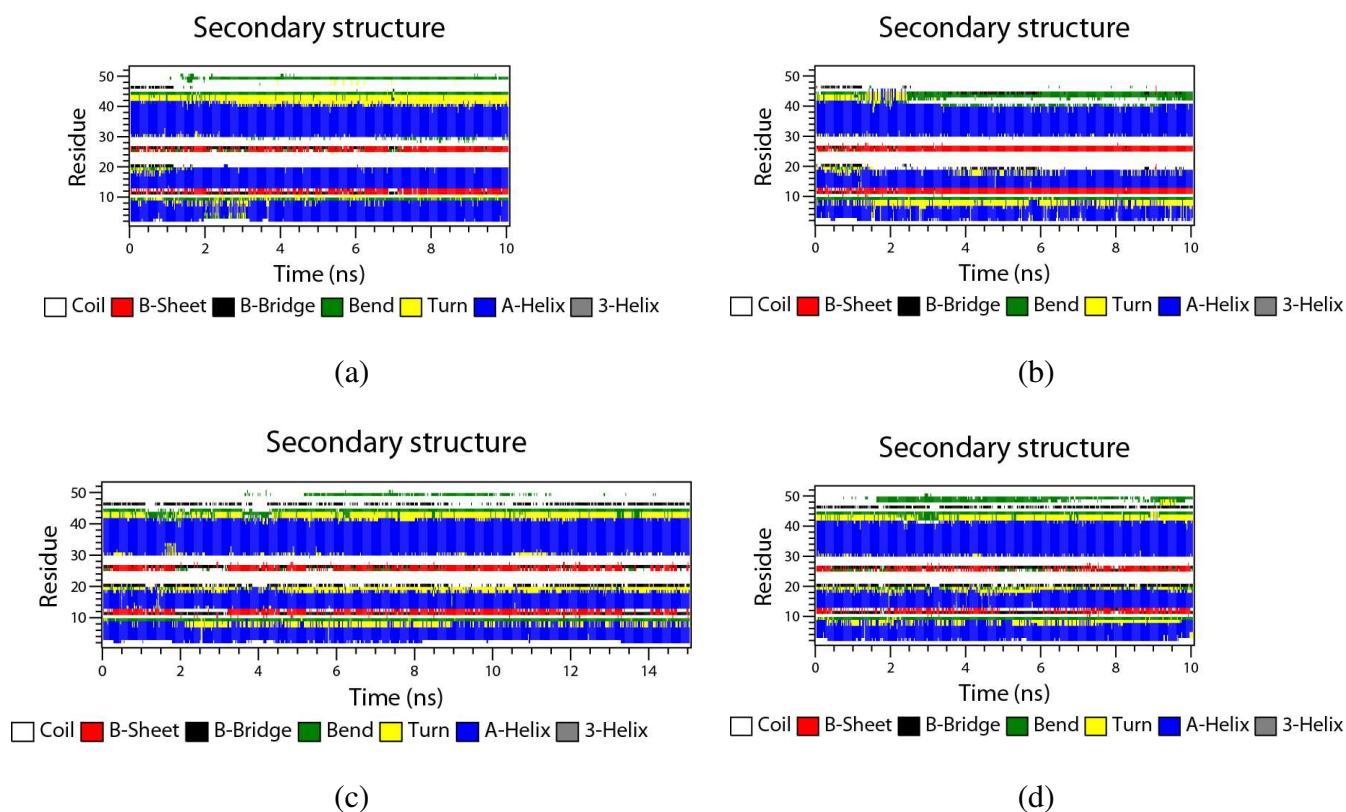 Secondary structure
50
40
30
20
10
Residue
0 2 4 6 8 10
Time (ns)
Coil B-Sheet B-Bridge Bend Turn A-Helix 3-Helix
(a)
Secondary structure
50
40
30
20
10
Residue
0 2 4 6 8 10
Time (ns)
Coil B-Sheet B-Bridge Bend Turn A-Helix 3-Helix
(b)
Secondary structure
50
40
30
20
10
Residue
0 2 4 6 8 10 12 14
Time (ns)
Coil B-Sheet B-Bridge Bend Turn A-Helix 3-Helix
(c)
Secondary structure
50
40
30
20
10
Residue
0 2 4 6 8 10
Time (ns)
Coil B-Sheet B-Bridge Bend Turn A-Helix 3-Helix
(d)